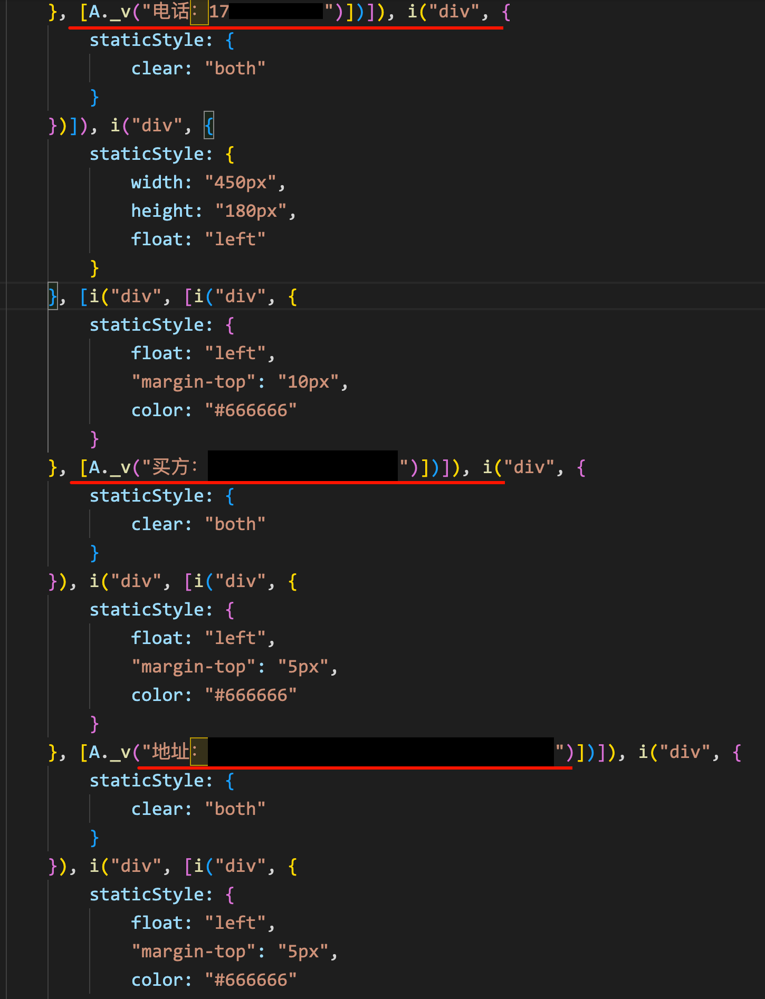 }, [A._v("电话：17")])]), i("div", {
staticStyle: {
clear: "both"
}
})]), i("div", {
staticStyle: {
width: "450px",
height: "180px",
float: "left"
}
}, [i("div", [i("div", {
staticStyle: {
float: "left",
"margin-top": "10px",
color: "#666666"
}
}, [A._v("买方：")])]), i("div", {
staticStyle: {
clear: "both"
}
}), i("div", [i("div", {
staticStyle: {
float: "left",
"margin-top": "5px",
color: "#666666"
}
}, [A._v("地址：")])]), i("div", {
staticStyle: {
clear: "both"
}
}), i("div", [i("div", {
staticStyle: {
float: "left",
"margin-top": "5px",
color: "#666666"